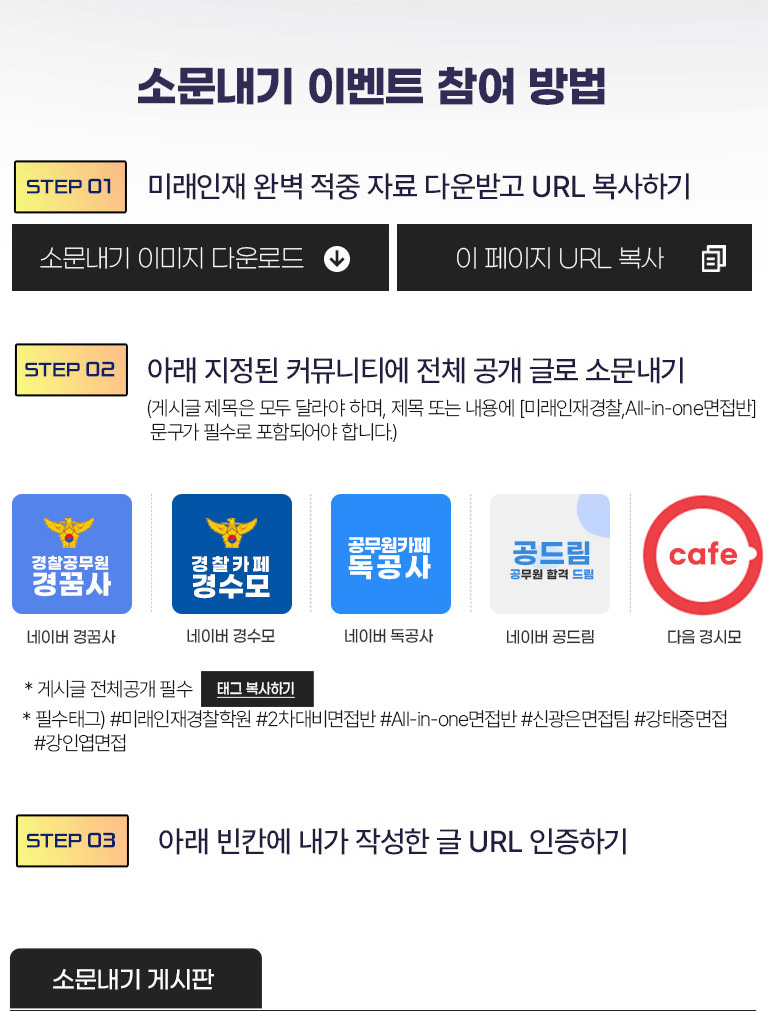 소문내기 이벤트 참여 방법
STEP 01
미래인재 완벽 적중 자료 다운받고 URL 복사하기
소문내기 이미지 다운로드
이 페이지 URL 복사
STEP 02
아래 지정된 커뮤니티에 전체 공개 글로 소문내기
(게시글 제목은 모두 달라야 하며, 제목 또는 내용에 [미래인재경찰,All-in-one면접반]
문구가 필수로 포함되어야 합니다.)
경찰공무원
경꿈사
경찰카페
경수모
공무원카페
독공사
공드림
공무원 합격 드림
cafe
네이버 경꿈사
네이버 경수모
네이버 독공사
네이버 공드림
다음 경시모
* 게시글 전체공개 필수
태그 복사하기
* 필수태그) #미래인재경찰학원 #2차대비면접반 #All-in-one면접반 #신광은면접팀 #강태중면접
#강인엽면접
STEP 03
아래 빈칸에 내가 작성한 글 URL 인증하기
소문내기 게시판